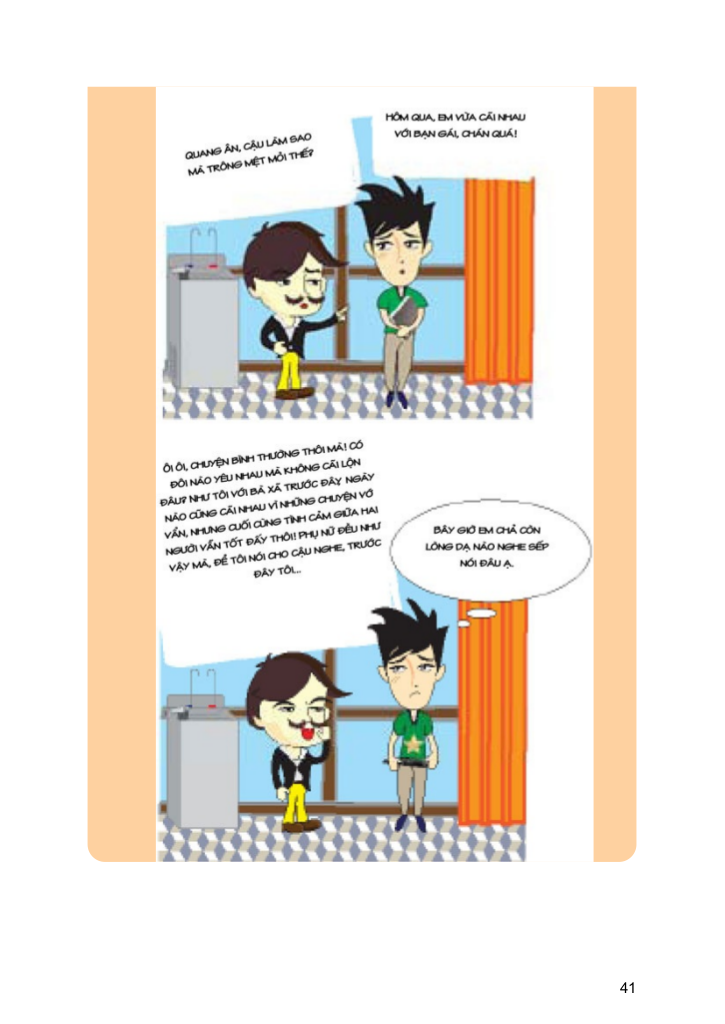 QUANG ÂN, CẬU LÀM SAO
MÀ TRÔNG MỆT MỎI THẾ?
HÔM QUA, EM VỪA CÃI NHAU
VỚI BẠN GÁI, CHÁN QUÁ!
ÔI ÔI, CHUYỆN BÌNH THƯỜNG THÔI MÀ! CÓ
ĐÔI NÀO YÊU NHAU MÀ KHÔNG CÃI LỘN
ĐÂU? NHƯ TÔI VỚI BÀ XÃ TRƯỚC ĐÂY, NGÀY
NÀO CŨNG CÃI NHAU VÌ NHỮNG CHUYỆN VỚ
VẨN, NHƯNG CUỐI CÙNG TÌNH CẢM GIỮA HAI
NGƯỜI VẪN TỐT ĐẤY THÔI! PHỤ NỮ ĐỀU NHƯ
VẬY MÀ, ĐỂ TÔI NÓI CHO CẬU NGHE, TRƯỚC
ĐÂY TÔI...
BÂY GIỜ EM CHẢ CÒN
LÒNG DẠ NÀO NGHE SẾP
NÓI ĐÂU Ạ.
41